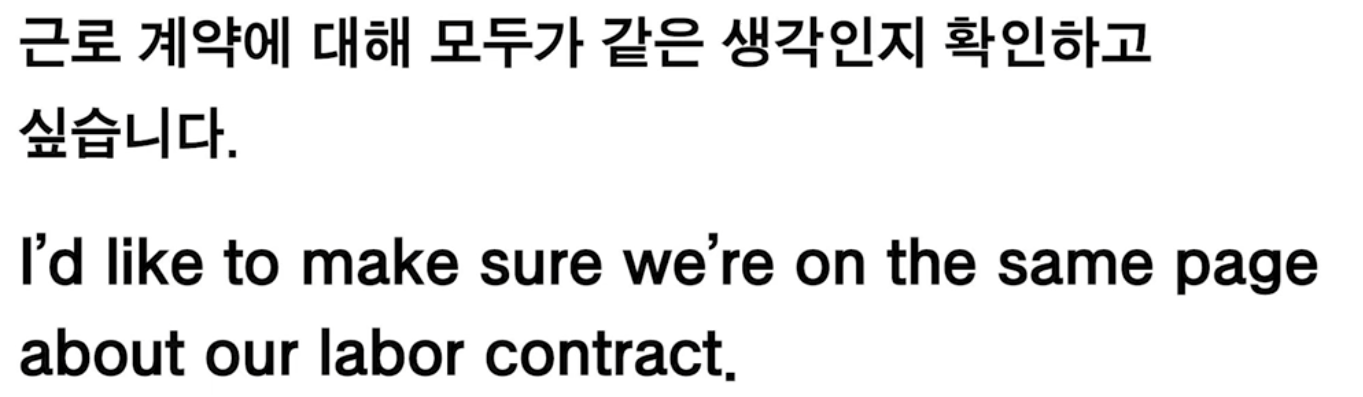 근로 계약에 대해 모두가 같은 생각인지 확인하고
싶습니다.
I’d like to make sure we’re on the same page
about our labor contract.